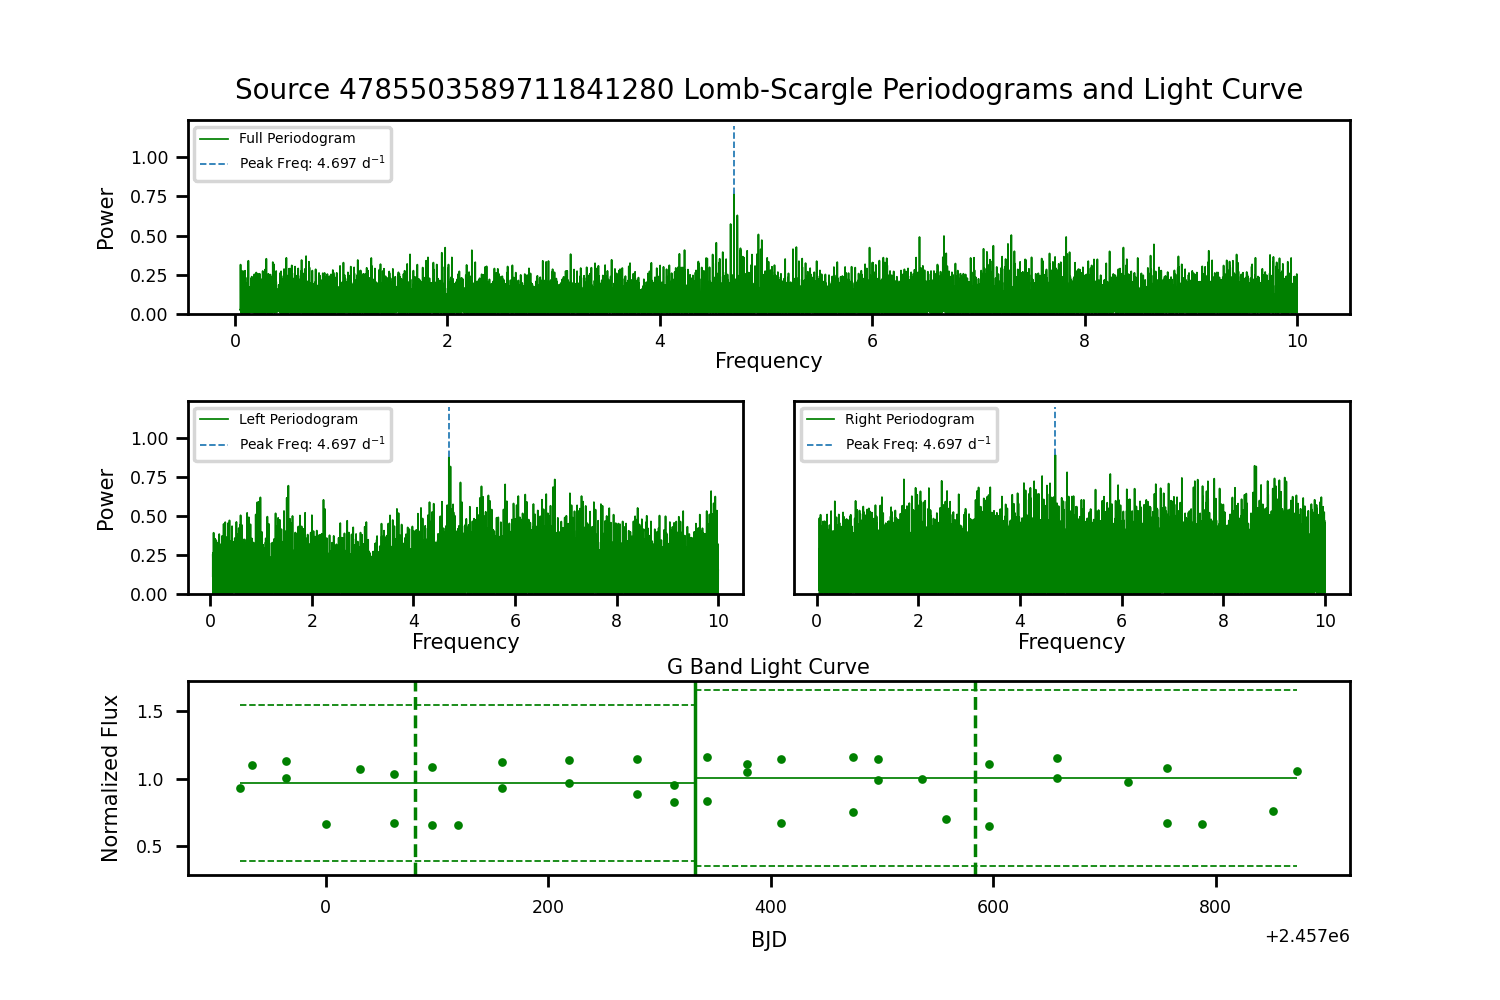 Source 4785503589711841280 Lomb-Scargle Periodograms and Light Curve
Full Periodogram
Peak Freq: 4.697 d⁻¹
Power
1.00
0.75
0.50
0.25
0.00
0 2 4 6 8 10
Frequency
Left Periodogram
Peak Freq: 4.697 d⁻¹
Power
1.00
0.75
0.50
0.25
0.00
0 2 4 6 8 10
Frequency
Right Periodogram
Peak Freq: 4.697 d⁻¹
0 2 4 6 8 10
Frequency
G Band Light Curve
Normalized Flux
1.5
1.0
0.5
0 200 400 600 800
BJD
+2.457e6